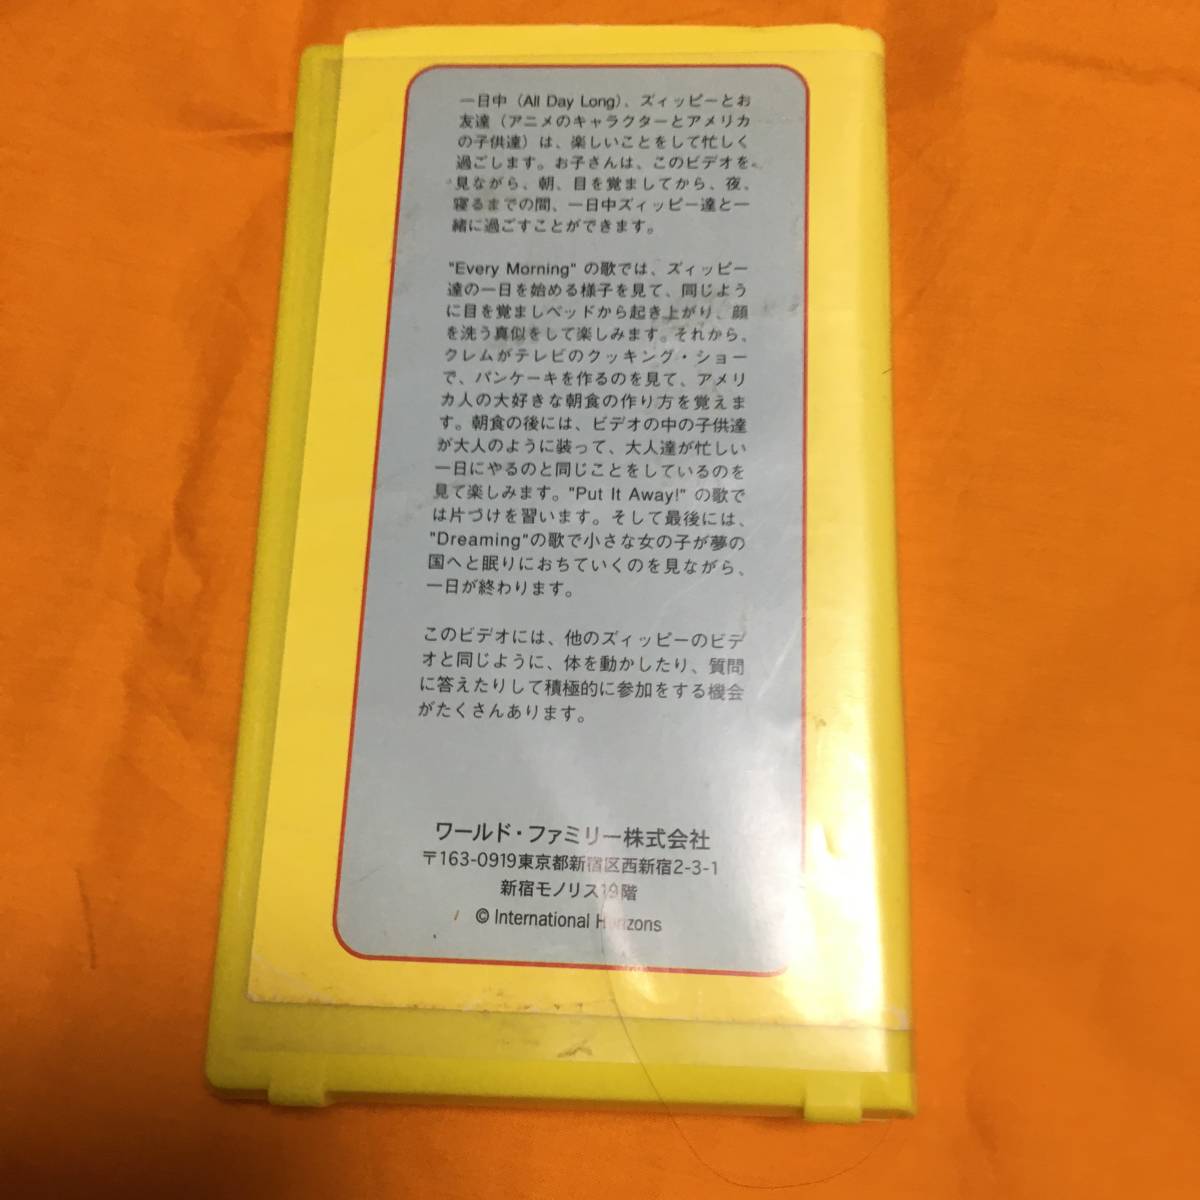 一日中（All Day Long）、ズィッピーとお
友達（アニメのキャラクターとアメリカ
の子供達）は、楽しいことをして忙しく
過ごします。お子さんは、このビデオを
見ながら、朝、目を覚ましてから、夜、
寝るまでの間、一日中ズィッピー達と一
緒に過ごすことができます。
"Every Morning" の歌では、ズィッピー
達の一日を始める様子を見て、同じよう
に目を覚ましベッドから起き上がり、顔
を洗う真似をして楽しみます。それから、
クレムがテレビのクッキング・ショー
で、パンケーキを作るのを見て、アメリ
カ人の大好きな朝食の作り方を覚えま
す。朝食の後には、ビデオの中の子供達
が大人のように装って、大人達が忙しい
一日にやるのと同じことをしているのを
見て楽しみます。"Put It Away!" の歌で
は片づけを習います。そして最後には、
"Dreaming"の歌で小さな女の子が夢の
国へと眠りにおちていくのを見ながら、
一日が終わります。
このビデオには、他のズィッピーのビデ
オと同じように、体を動かしたり、質問
に答えたりして積極的に参加をする機会
がたくさんあります。
ワールド・ファミリー株式会社
〒163-0919東京都新宿区西新宿2-3-1
新宿モノリス19階
© International Horizons